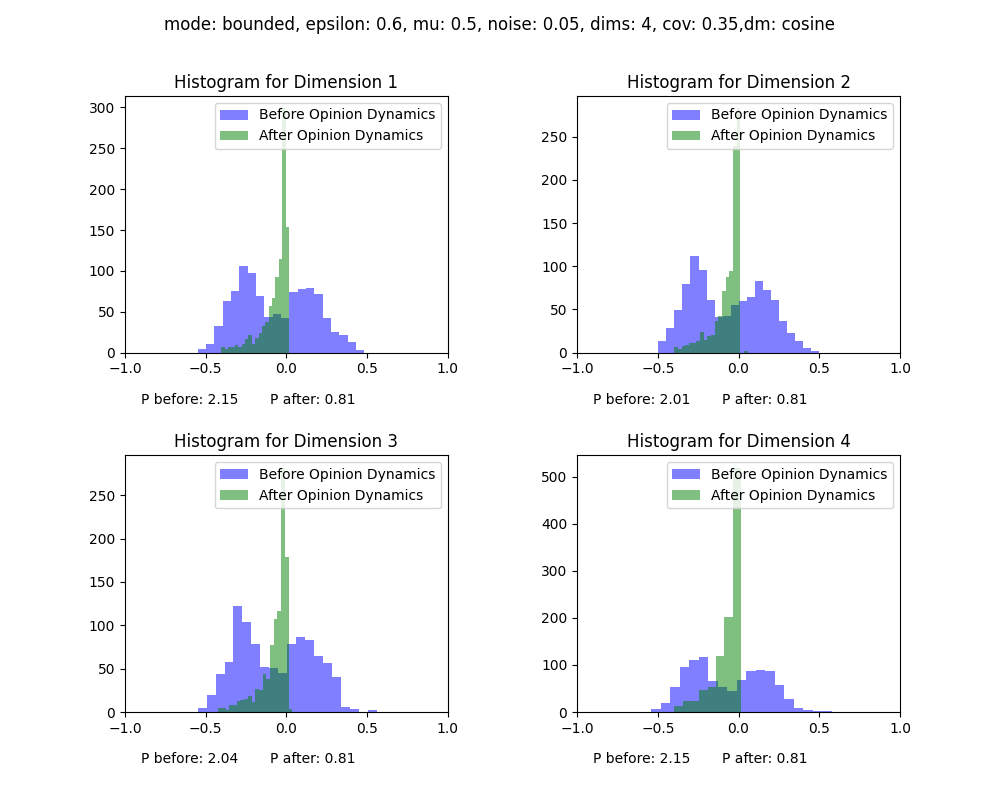 mode: bounded, epsilon: 0.6, mu: 0.5, noise: 0.05, dims: 4, cov: 0.35,dm: cosine
Histogram for Dimension 1
Before Opinion Dynamics
After Opinion Dynamics
300
250
200
150
100
50
0
−1.0 −0.5 0.0 0.5 1.0
P before: 2.15 P after: 0.81
Histogram for Dimension 2
Before Opinion Dynamics
After Opinion Dynamics
250
200
150
100
50
0
−1.0 −0.5 0.0 0.5 1.0
P before: 2.01 P after: 0.81
Histogram for Dimension 3
Before Opinion Dynamics
After Opinion Dynamics
250
200
150
100
50
0
−1.0 −0.5 0.0 0.5 1.0
P before: 2.04 P after: 0.81
Histogram for Dimension 4
Before Opinion Dynamics
After Opinion Dynamics
500
400
300
200
100
0
−1.0 −0.5 0.0 0.5 1.0
P before: 2.15 P after: 0.81